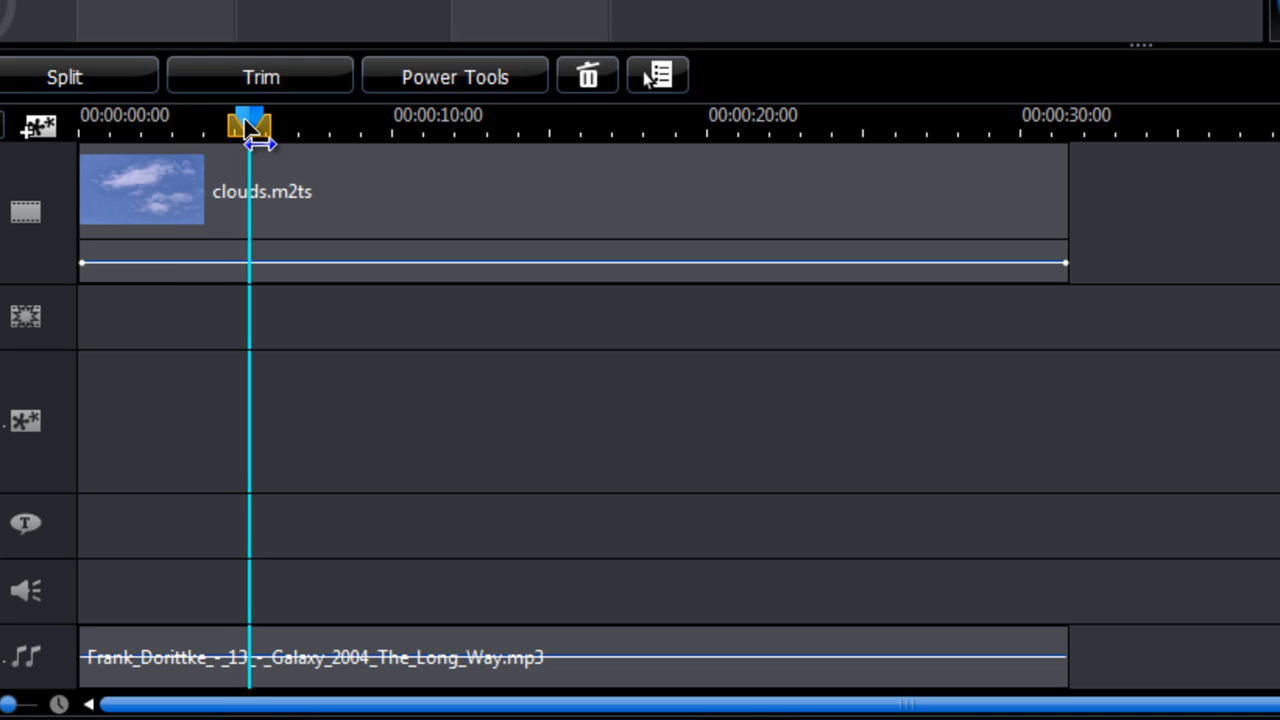 Split Trim Power Tools
00:00:00:00 00:00:10:00 00:00:20:00 00:00:30:00
clouds.m2ts
T
Frank_Dorittke_-_13_-_Galaxy_2004_The_Long_Way.mp3